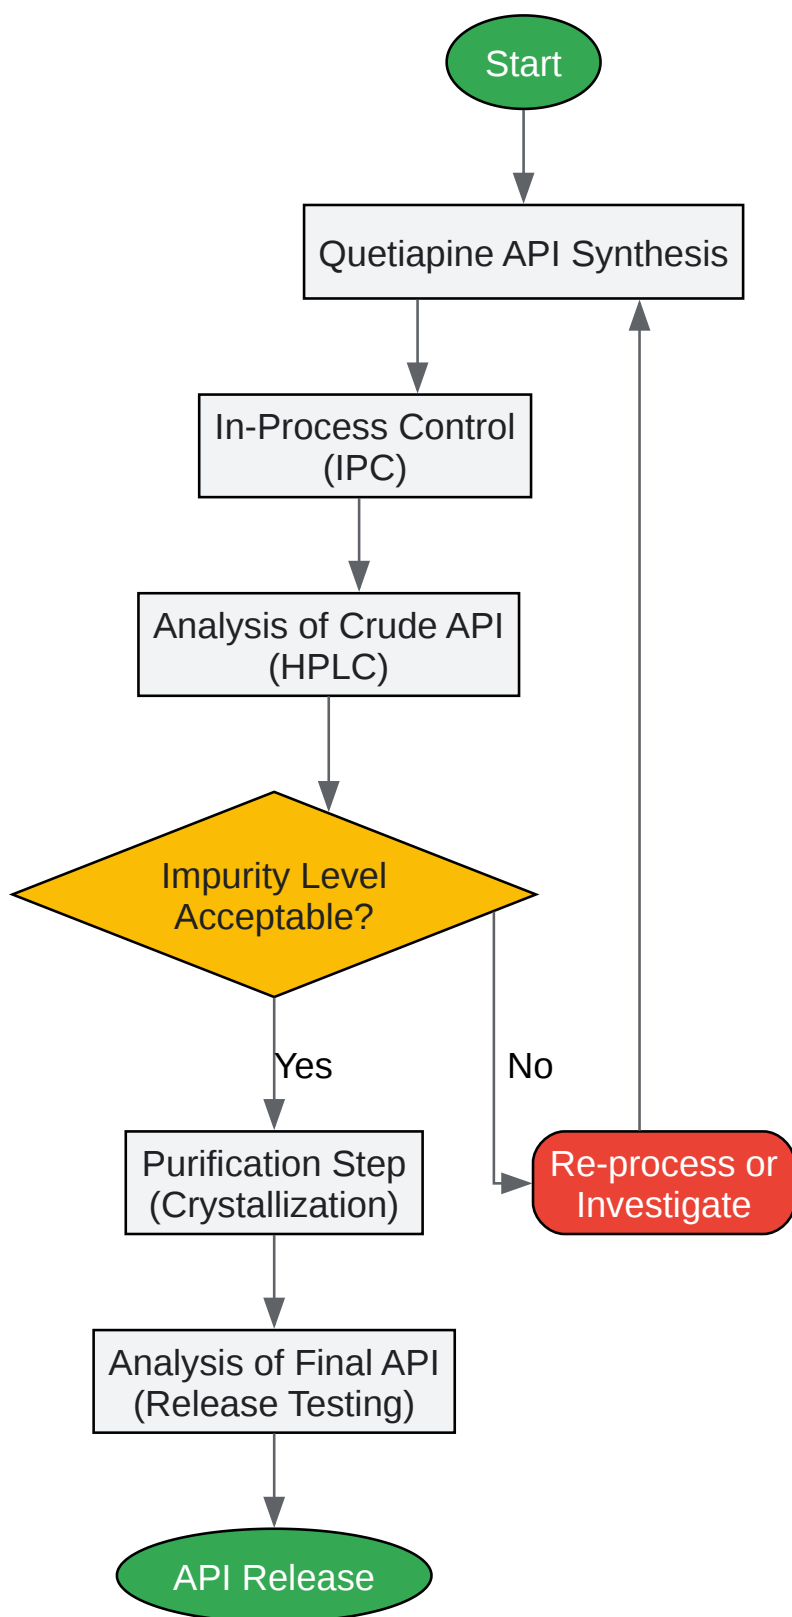 Start
Quetiapine API Synthesis
In-Process Control
(IPC)
Analysis of Crude API
(HPLC)
Impurity Level
Acceptable?
Yes
No
Purification Step
(Crystallization)
Re-process or
Investigate
Analysis of Final API
(Release Testing)
API Release